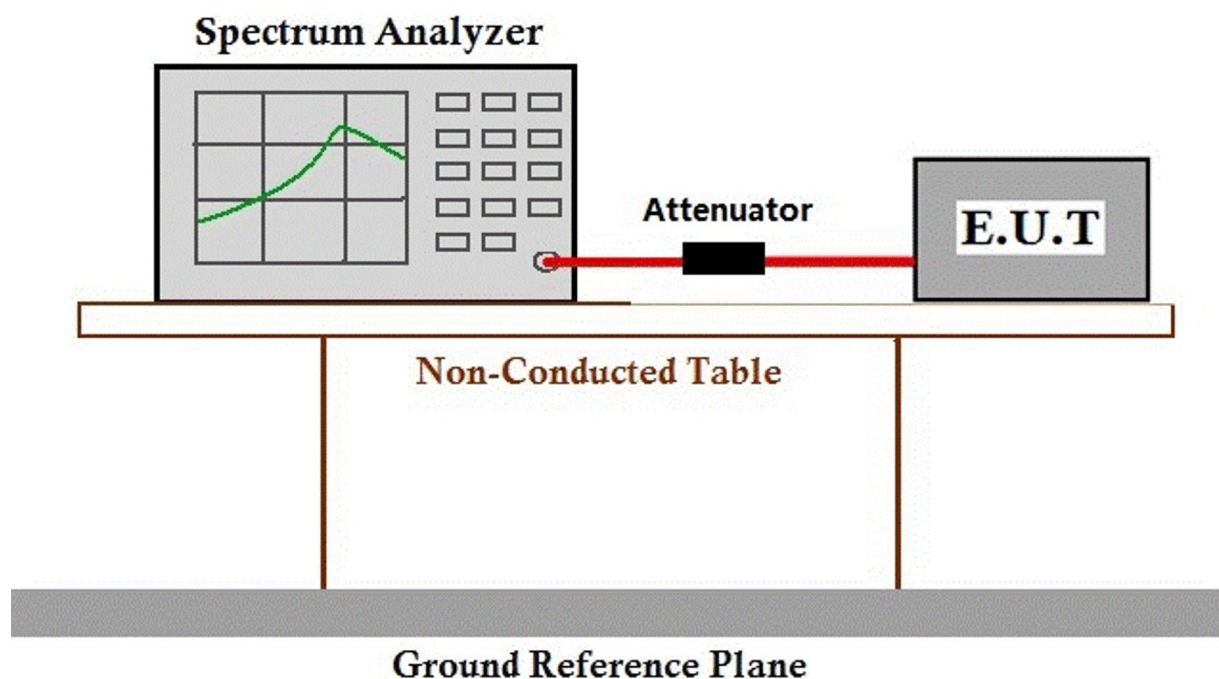 Spectrum Analyzer
Attenuator
E.U.T
Non-Conducted Table
Ground Reference Plane